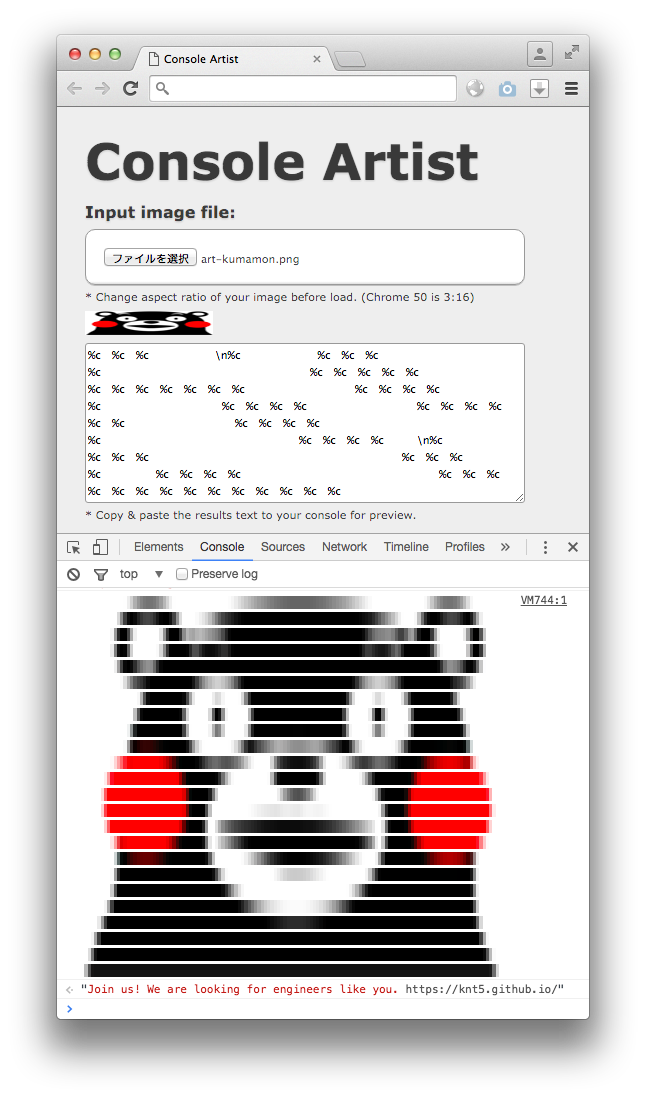 Console Artist
Console Artist
Input image file:
ファイルを選択 art-kumamon.png
* Change aspect ratio of your image before load. (Chrome 50 is 3:16)
%c %c %c \n%c %c %c %c
%c %c %c %c %c %c
%c %c %c %c %c %c %c %c %c %c %c
%c %c %c %c %c %c %c %c %c
%c %c %c %c %c %c
%c %c %c %c %c \n%c
%c %c %c %c %c %c
%c %c %c %c %c %c %c %c
%c %c %c %c %c %c %c %c %c %c %c
* Copy & paste the results text to your console for preview.
Elements Console Sources Network Timeline Profiles »
top ▼ Preserve log
VM744:1
"Join us! We are looking for engineers like you. https://knt5.github.io/"